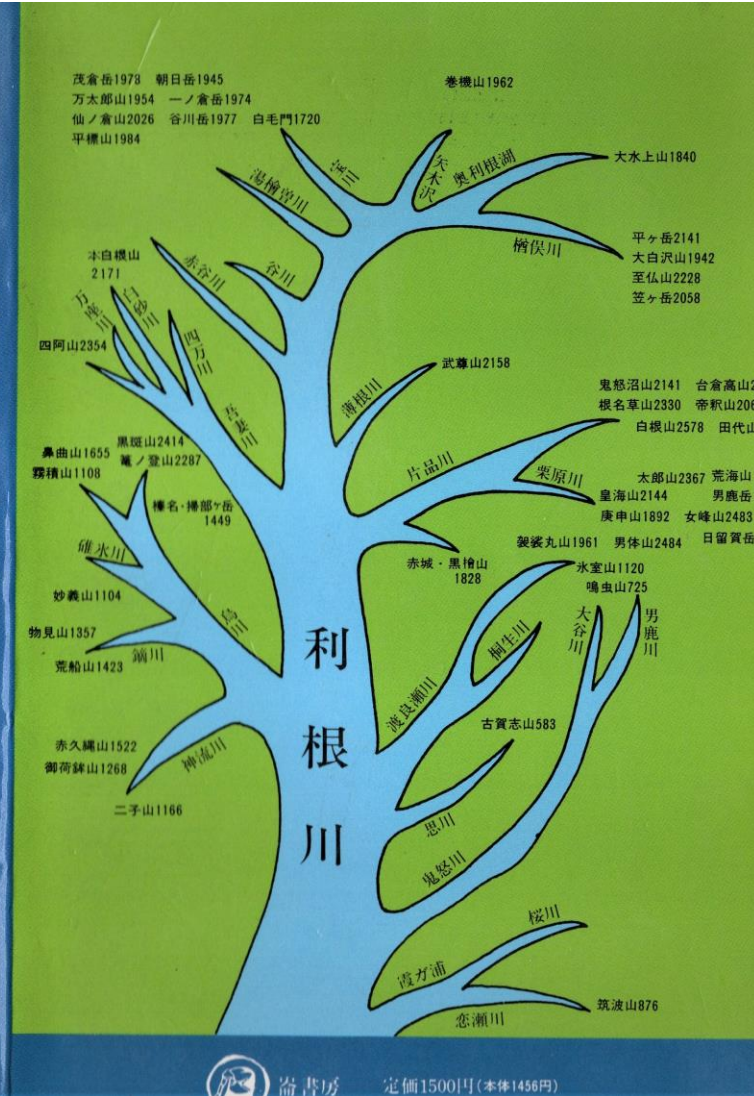 茂倉岳1978 朝日岳1945
万太郎山1954 一ノ倉岳1974
仙ノ倉山2026 谷川岳1977 白毛門1720
平標山1984
巻機山1962
宝川
湯檜曽川
矢木沢
奥利根湖
大水上山1840
楢俣川
平ヶ岳2141
大白沢山1942
至仏山2228
笠ヶ岳2058
本白根山
2171
赤谷川
谷川
万座川
白砂川
四万川
四阿山2354
吾妻川
薄根川
武尊山2158
鬼怒沼山2141 台倉高山2
根名草山2330 帝釈山206
白根山2578 田代山
片品川
栗原川
太郎山2367 荒海山
皇海山2144 男鹿岳
庚申山1892 女峰山2483
袈裟丸山1961 男体山2484 日留賀岳
黒斑山2414
鼻曲山1655 篭ノ登山2287
霧積山1108
榛名・掃部ヶ岳
1449
碓氷川
妙義山1104
烏川
物見山1357
鏑川
荒船山1423
赤城・黒檜山
1828
氷室山1120
鳴虫山725
大谷川
男鹿川
桐生川
渡良瀬川
利根川
古賀志山583
赤久縄山1522
御荷鉾山1268
神流川
二子山1166
思川
鬼怒川
桜川
霞ガ浦
恋瀬川
筑波山876
崙書房 定価1500円(本体1456円)